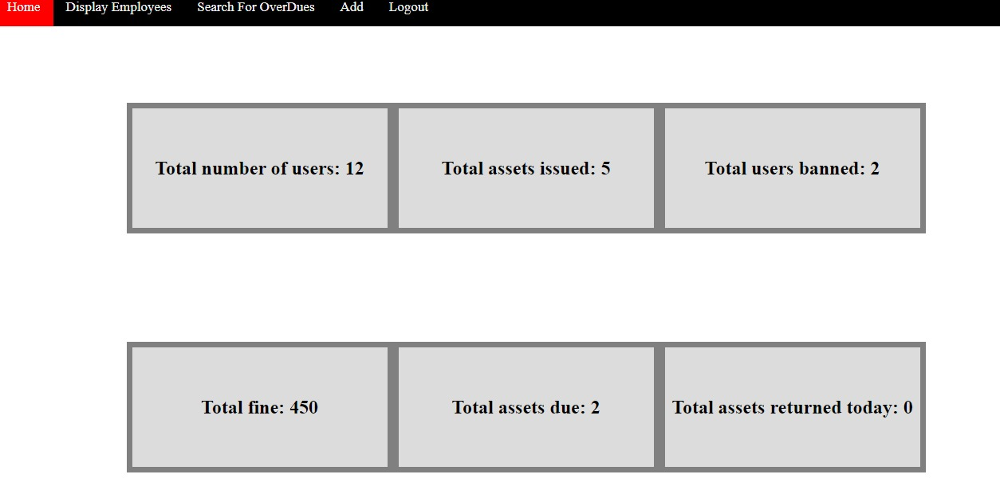 Home Display Employees Search For OverDues Add Logout
Total number of users: 12 Total assets issued: 5 Total users banned: 2
Total fine: 450 Total assets due: 2 Total assets returned today: 0